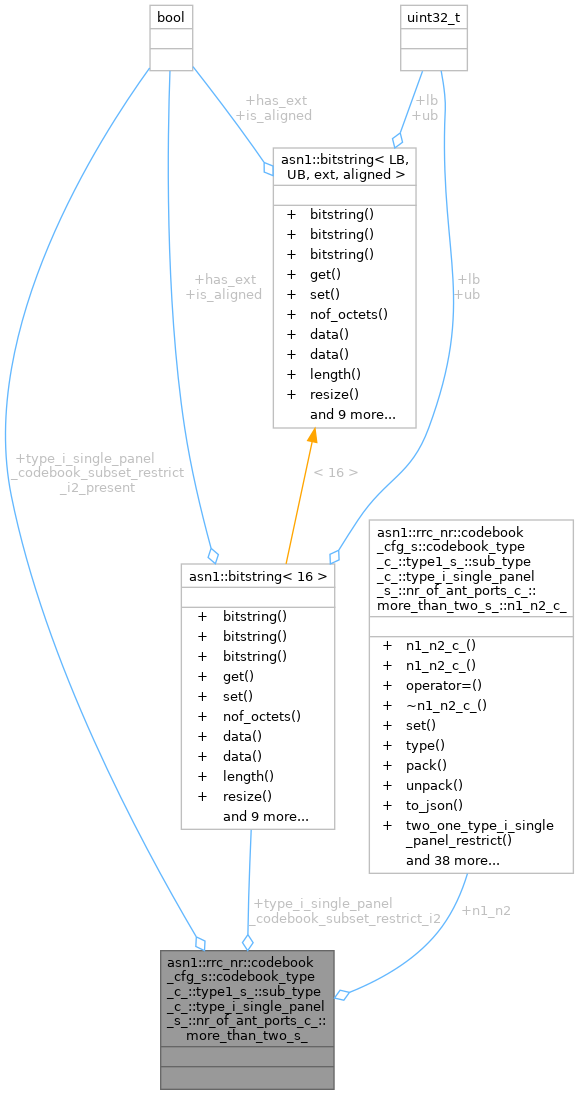 bool
uint32_t
+has_ext
+is_aligned
+lb
+ub
asn1::bitstring< LB,
UB, ext, aligned >
+ bitstring()
+ bitstring()
+ bitstring()
+ get()
+ set()
+ nof_octets()
+ data()
+ data()
+ length()
+ resize()
and 9 more...
+has_ext
+is_aligned
+lb
+ub
+type_i_single_panel
_codebook_subset_restrict
_i2_present
< 16 >
asn1::bitstring< 16 >
+ bitstring()
+ bitstring()
+ bitstring()
+ get()
+ set()
+ nof_octets()
+ data()
+ data()
+ length()
+ resize()
and 9 more...
asn1::rrc_nr::codebook
_cfg_s::codebook_type
_c_::type1_s_::sub_type
_c_::type_i_single_panel
_s_::nr_of_ant_ports_c_::
more_than_two_s_::n1_n2_c_
+ n1_n2_c_()
+ n1_n2_c_()
+ operator=()
+ ~n1_n2_c_()
+ set()
+ type()
+ pack()
+ unpack()
+ to_json()
+ two_one_type_i_single
_panel_restrict()
and 38 more...
+type_i_single_panel
_codebook_subset_restrict_i2
+n1_n2
asn1::rrc_nr::codebook
_cfg_s::codebook_type
_c_::type1_s_::sub_type
_c_::type_i_single_panel
_s_::nr_of_ant_ports_c_::
more_than_two_s_